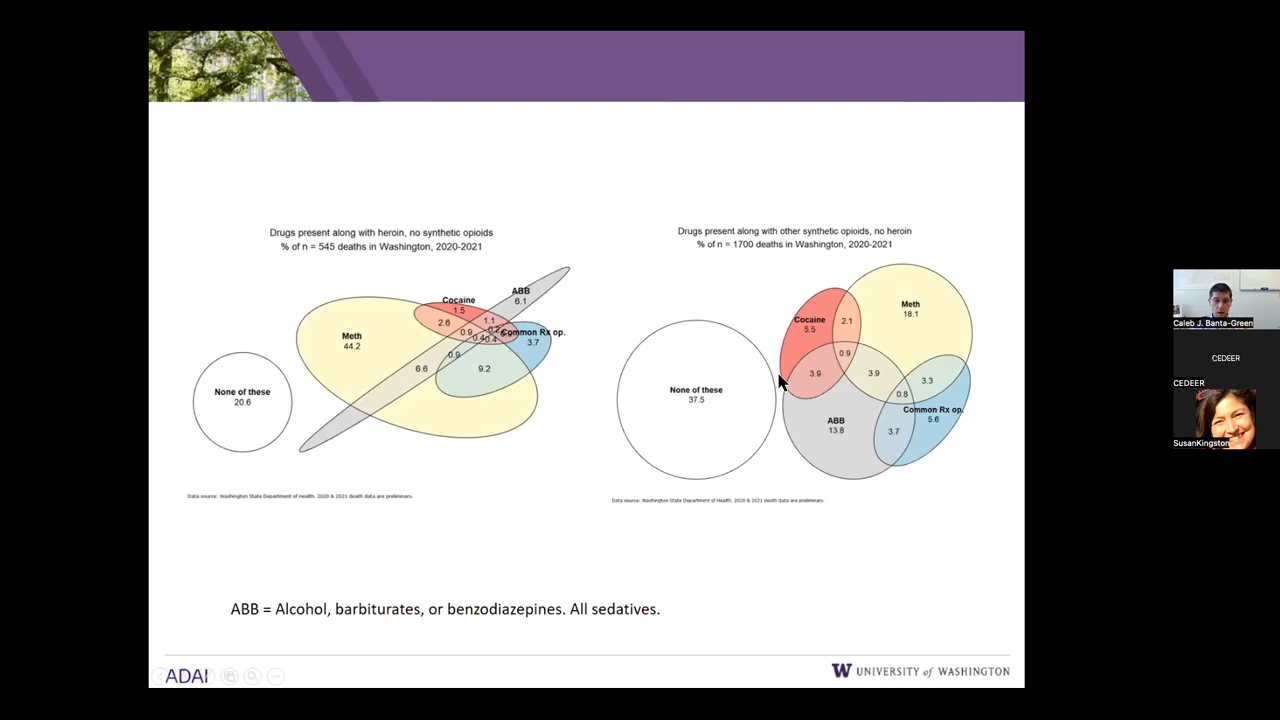 Drugs present along with heroin, no synthetic opioids
% of n = 545 deaths in Washington, 2020-2021
ABB
6.1
Cocaine
1.5
2.6
1.1
0.2
0.9
0.4
0.4
Common Rx op.
3.7
Meth
44.2
0.9
6.6
9.2
None of these
20.6
Data source: Washington State Department of Health. 2020 & 2021 death data are preliminary.
Drugs present along with other synthetic opioids, no heroin
% of n = 1700 deaths in Washington, 2020-2021
Meth
18.1
Cocaine
5.5
2.1
0.9
3.9
3.9
3.3
0.8
None of these
37.5
Common Rx op.
5.6
ABB
13.8
3.7
Data source: Washington State Department of Health. 2020 & 2021 death data are preliminary.
ABB = Alcohol, barbiturates, or benzodiazepines. All sedatives.
ADAI
W UNIVERSITY of WASHINGTON
Caleb J. Banta-Green
CEDEER
CEDEER
SusanKingston